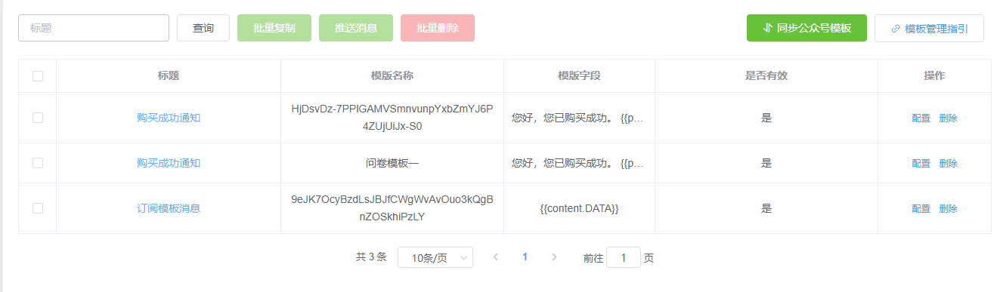 标题 查询 批量复制 推送消息 批量删除 同步公众号模板 模板管理指引
标题 模版名称 模版字段 是否有效 操作
购买成功通知 HjDsvDz-7PPIGAMVSmnvunpYxbZmYJ6P 您好，您已购买成功。 {{p... 是 配置 删除
4ZUjUiJx-S0
购买成功通知 问卷模板— 您好，您已购买成功。 {{p... 是 配置 删除
订阅模板消息 9eJK7OcyBzdLsJBJfCWgWvAvOuo3kQgB {{content.DATA}} 是 配置 删除
nZOSkhiPzLY
共 3 条 10条/页 1 前往 1 页